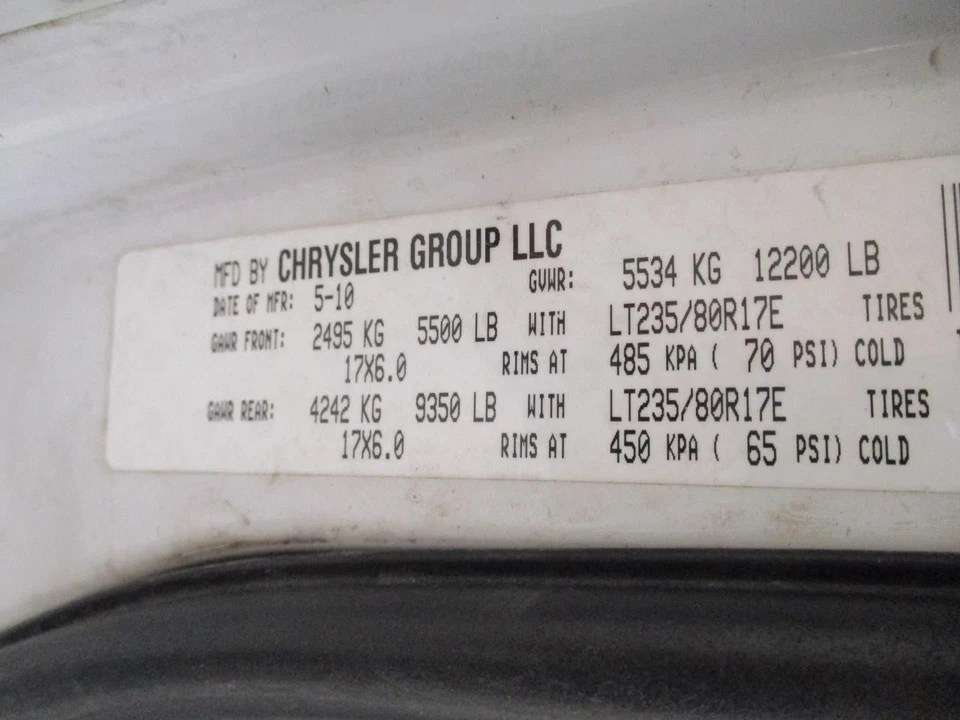 MFD BY CHRYSLER GROUP LLC
DATE OF MFR: 5-10 GVWR: 5534 KG 12200 LB
GAWR FRONT: 2495 KG 5500 LB WITH LT235/80R17E TIRES
17X6.0 RIMS AT 485 KPA ( 70 PSI) COLD
GAWR REAR: 4242 KG 9350 LB WITH LT235/80R17E TIRES
17X6.0 RIMS AT 450 KPA ( 65 PSI) COLD